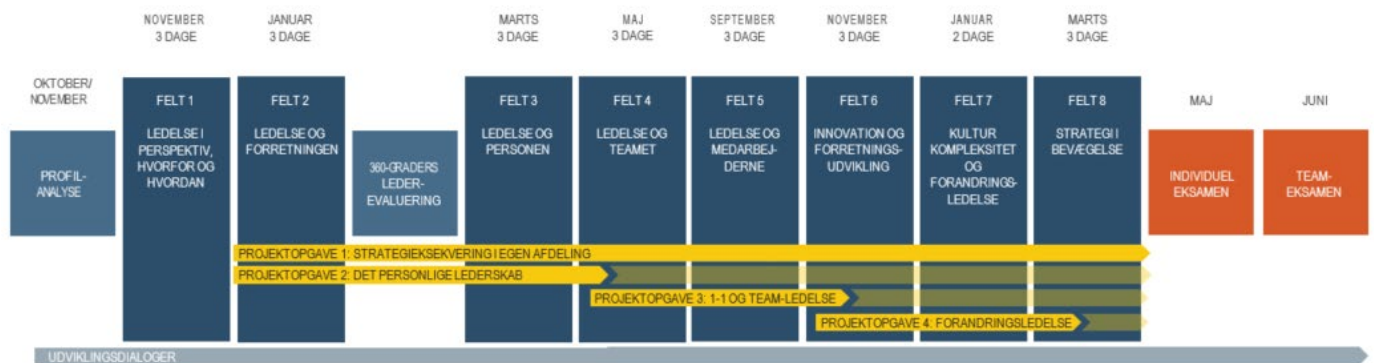 NOVEMBER
3 DAGE
JANUAR
3 DAGE
MARTS
3 DAGE
MAJ
3 DAGE
SEPTEMBER
3 DAGE
NOVEMBER
3 DAGE
JANUAR
2 DAGE
MARTS
3 DAGE
OKTOBER/
NOVEMBER
PROFIL-
ANALYSE
FELT 1
LEDELSE I
PERSPEKTIV,
HVORFOR OG
HVORDAN
FELT 2
LEDELSE OG
FORRETNINGEN
360-GRADERS
LEDER-
EVALUERING
FELT 3
LEDELSE OG
PERSONEN
FELT 4
LEDELSE OG
TEAMET
FELT 5
LEDELSE OG
MEDARBEJ-
DERNE
FELT 6
INNOVATION OG
FORRETNINGS-
UDVIKLING
FELT 7
KULTUR
KOMPLEKSITET
OG
FORANDRINGS-
LEDELSE
FELT 8
STRATEGI I
BEVÆGELSE
MAJ
INDIVIDUEL
EKSAMEN
JUNI
TEAM-
EKSAMEN
PROJEKTOPGAVE 1: STRATEGIEKSEKVERING I EGEN AFDELING
PROJEKTOPGAVE 2: DET PERSONLIGE LEDERSKAB
PROJEKTOPGAVE 3: 1-1 OG TEAM-LEDELSE
PROJEKTOPGAVE 4: FORANDRINGSLEDELSE
UDVIKLINGSDIALOGER